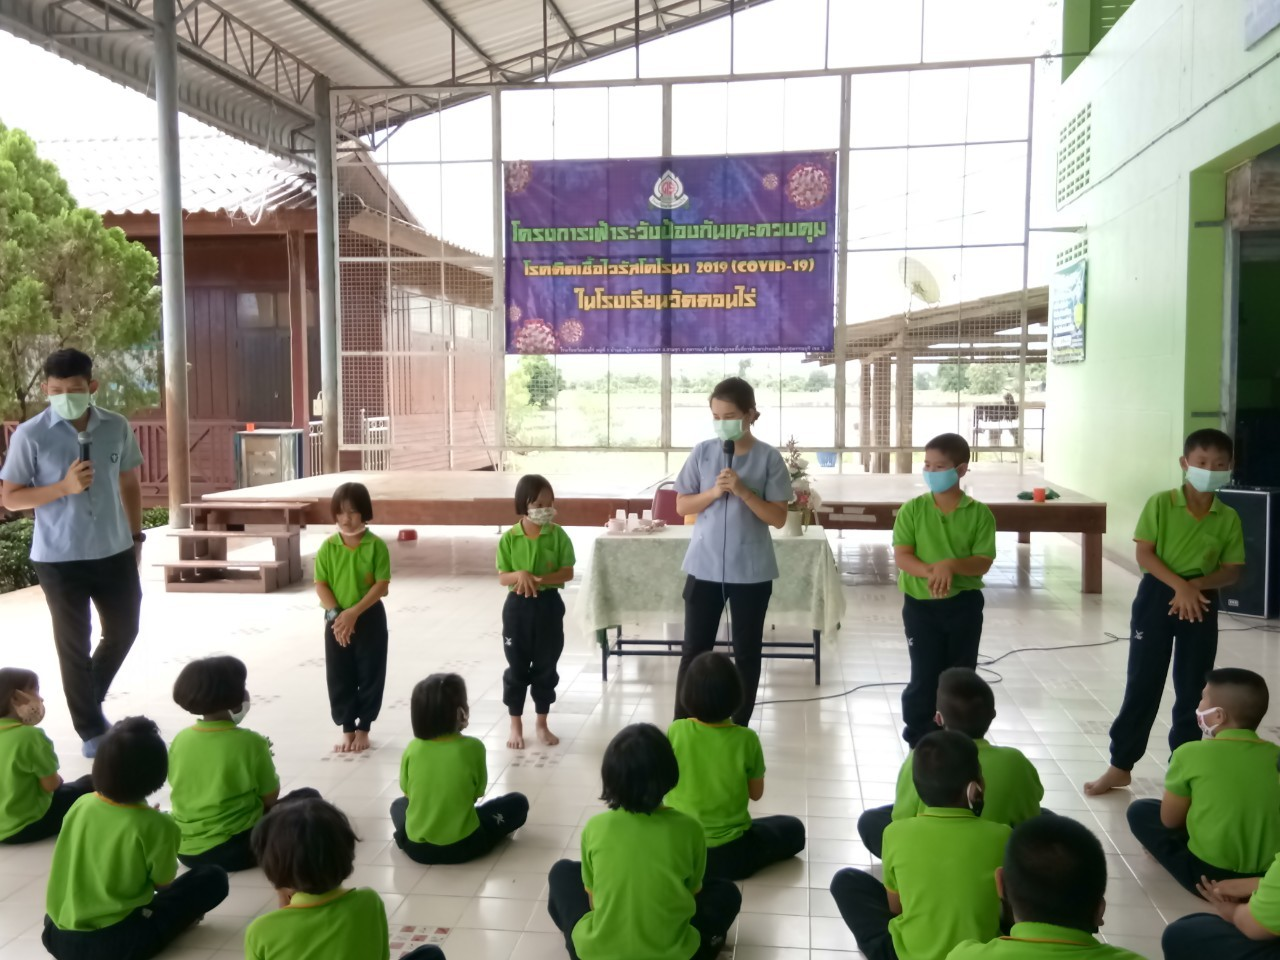 โครงการเฝ้าระวังป้องกันและควบคุม
โรคติดเชื้อไวรัสโคโรนา 2019 (COVID-19)
ในโรงเรียนวัดดอนไร่